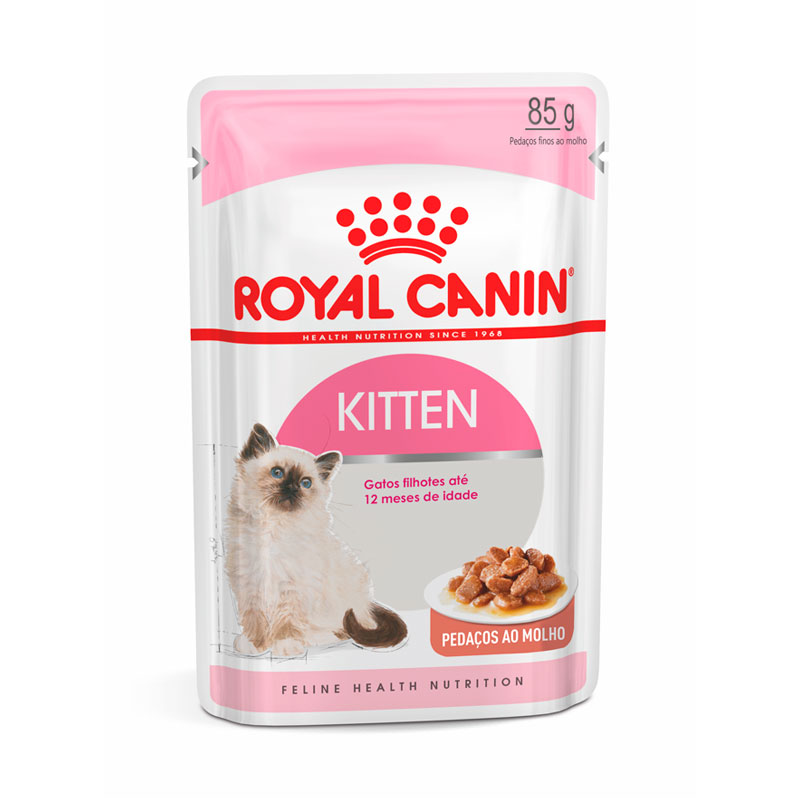 85 g
Pedaços finos ao molho
ROYAL CANIN®
HEALTH NUTRITION SINCE 1968
KITTEN
Gatos filhotes até
12 meses de idade
PEDAÇOS AO MOLHO
FELINE HEALTH NUTRITION